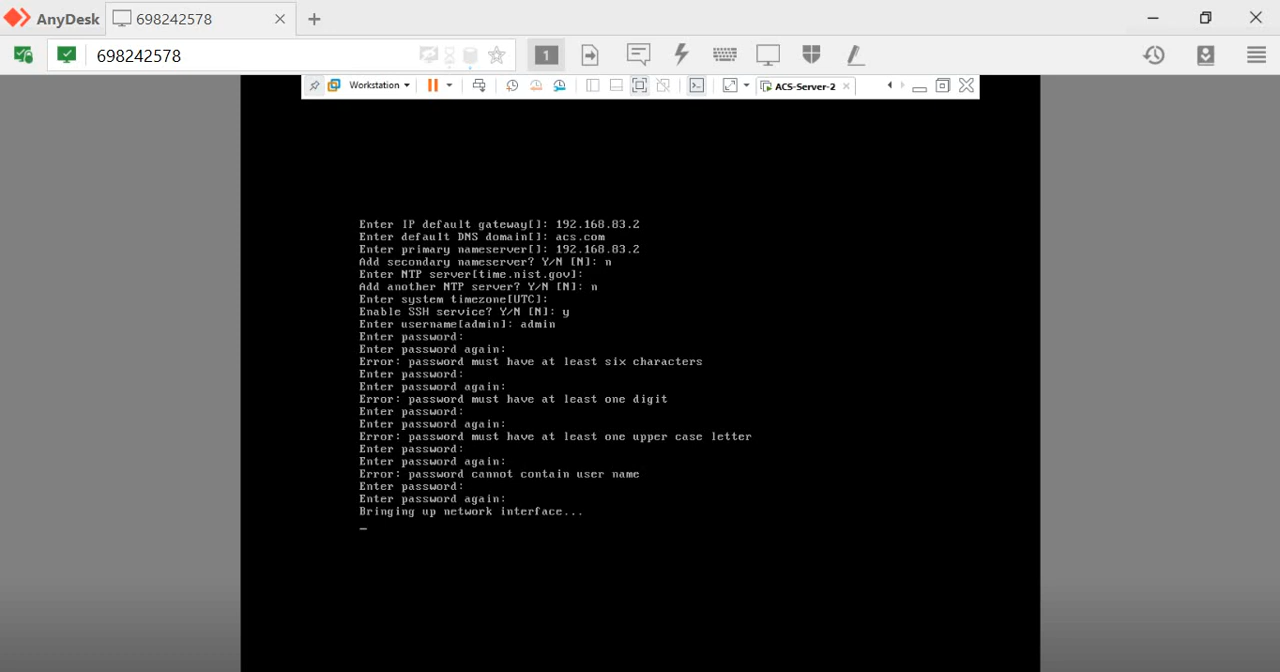 AnyDesk 698242578
698242578 1
Workstation ACS-Server-2
Enter IP default gateway[]: 192.168.83.2
Enter default DNS domain[]: acs.com
Enter primary nameserver[]: 192.168.83.2
Add secondary nameserver? Y/N [N]: n
Enter NTP server[time.nist.gov]:
Add another NTP server? Y/N [N]: n
Enter system timezone[UTC]:
Enable SSH service? Y/N [N]: y
Enter username[admin]: admin
Enter password:
Enter password again:
Error: password must have at least six characters
Enter password:
Enter password again:
Error: password must have at least one digit
Enter password:
Enter password again:
Error: password must have at least one upper case letter
Enter password:
Enter password again:
Error: password cannot contain user name
Enter password:
Enter password again:
Bringing up network interface...
_